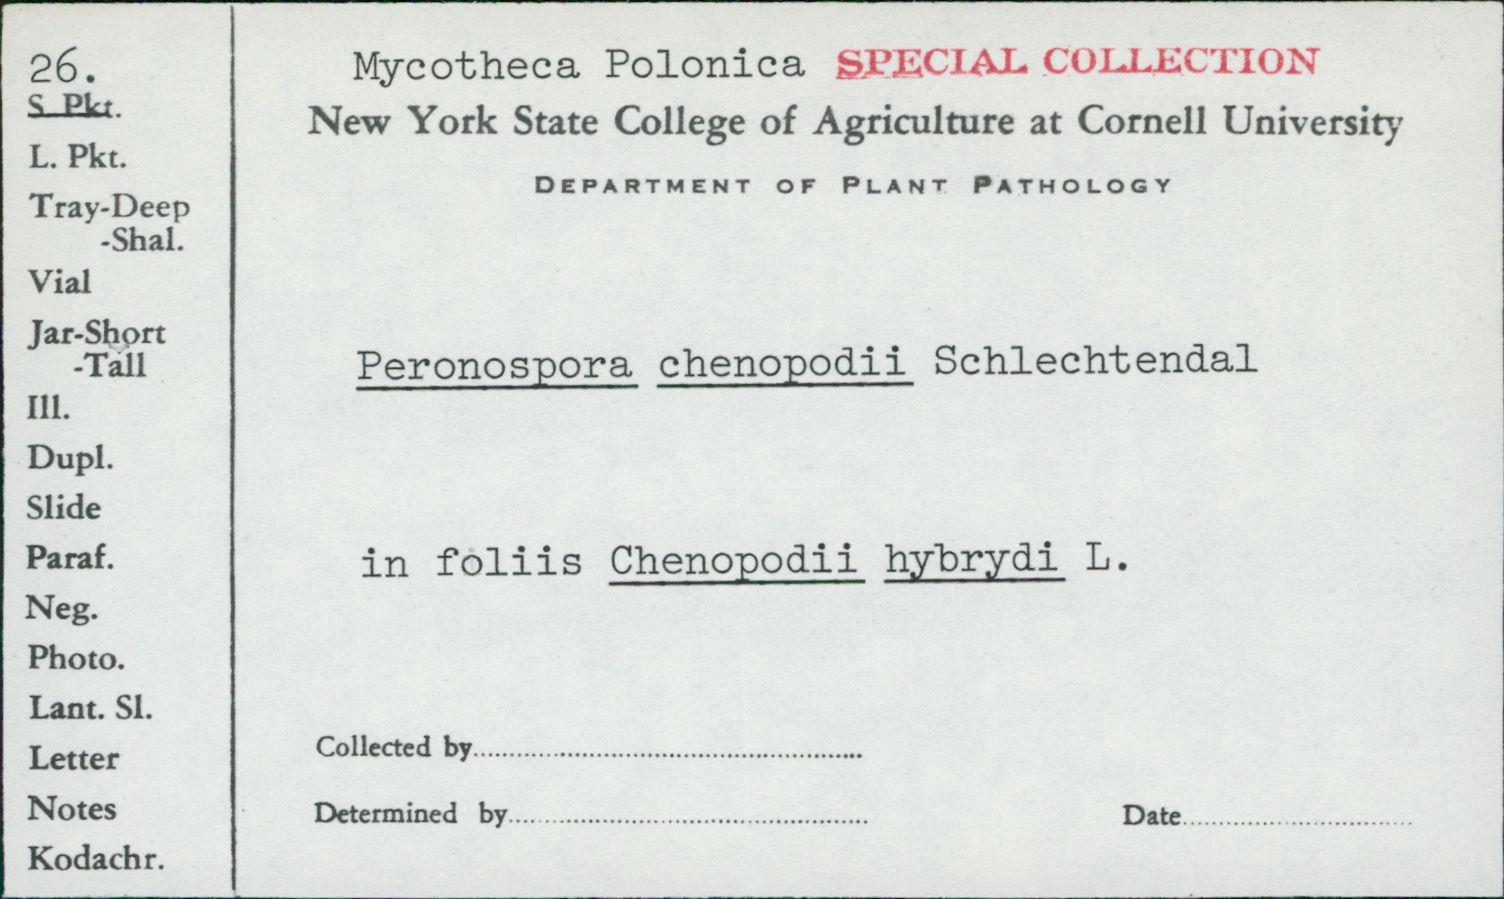 26.
S. Pkt.
L. Pkt.
Tray-Deep
-Shal.
Vial
Jar-Short
-Tall
Ill.
Dupl.
Slide
Paraf.
Neg.
Photo.
Lant. Sl.
Letter
Notes
Kodachr.
Mycotheca Polonica SPECIAL COLLECTION
New York State College of Agriculture at Cornell University
DEPARTMENT OF PLANT PATHOLOGY
Peronospora chenopodii Schlechtendal
in foliis Chenopodii hybrydi L.
Collected by
Determined by
Date